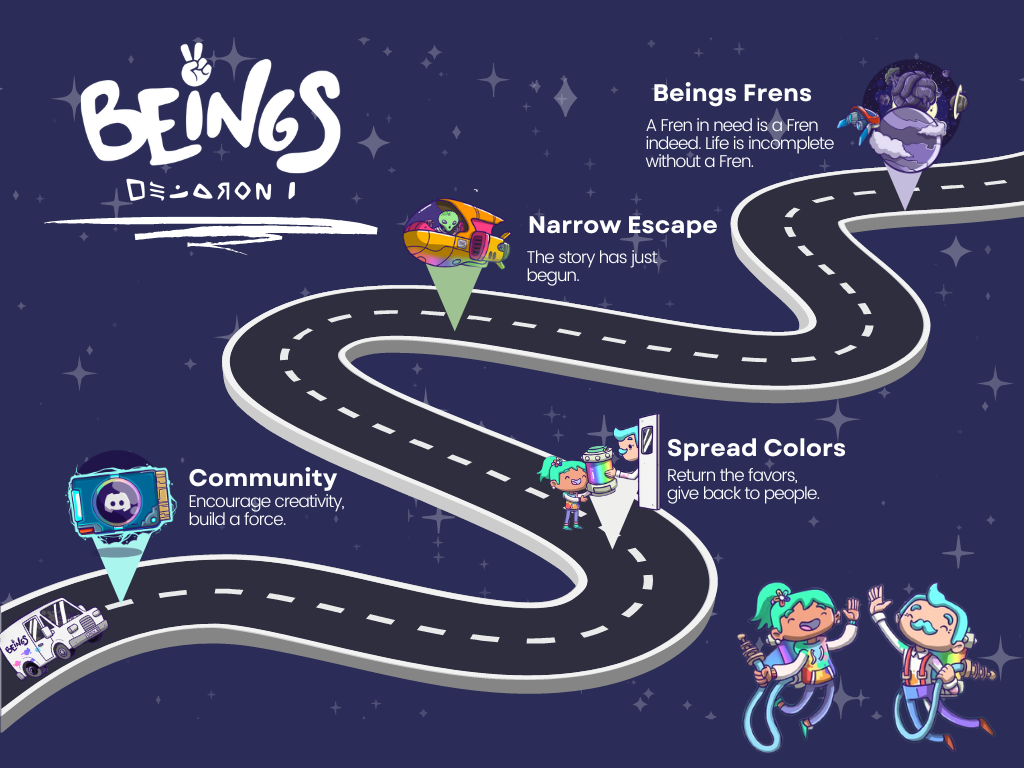 BEiNGS
Beings Frens
A Fren in need is a Fren
indeed. Life is incomplete
without a Fren.
Narrow Escape
The story has just
begun.
Spread Colors
Return the favors,
give back to people.
Community
Encourage creativity,
build a force.
BEiNGS